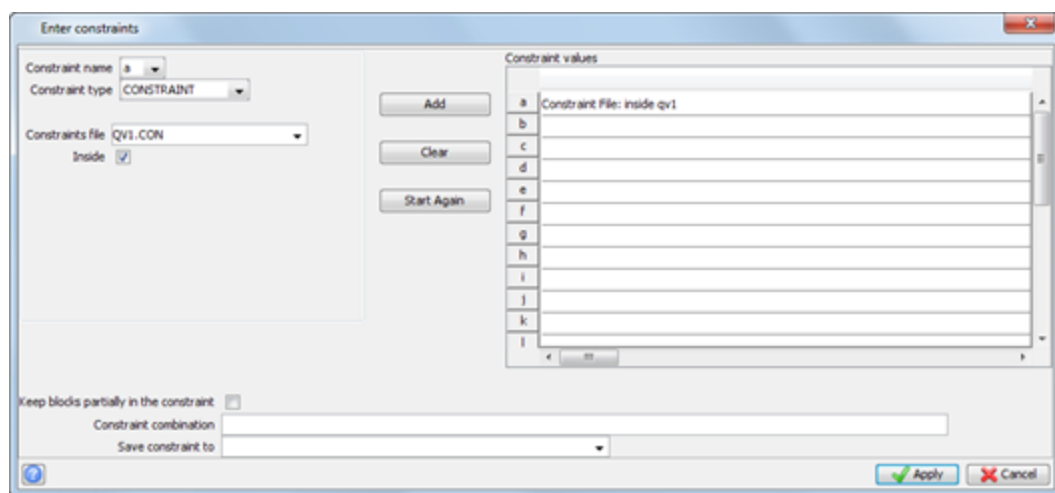 Enter constraints
Constraint name a
Constraint type CONSTRAINT
Constraints file QV1.CON
Inside
Add
Clear
Start Again
Constraint values
a Constraint File: inside qv1
b
c
d
e
f
g
h
i
j
k
l
Keep blocks partially in the constraint
Constraint combination
Save constraint to
? Apply Cancel